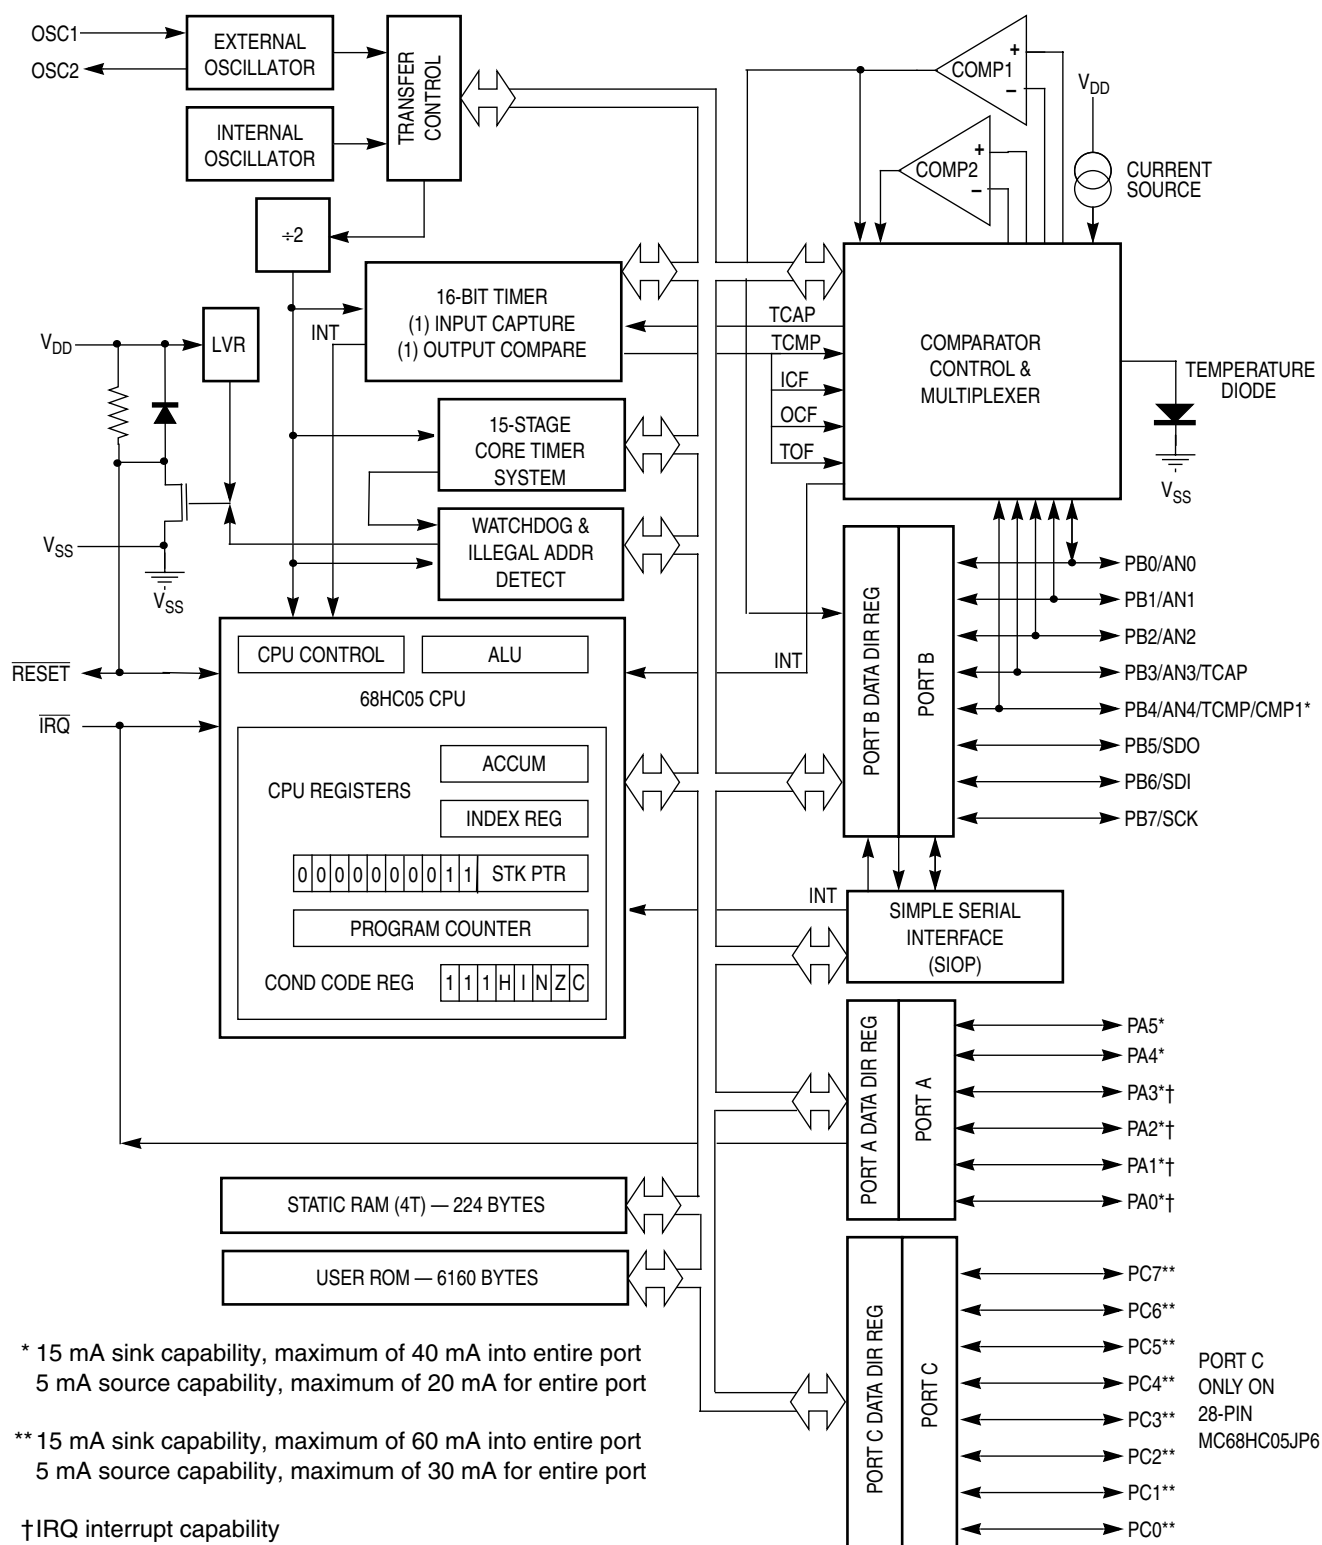 OSC1
OSC2
EXTERNAL
OSCILLATOR
INTERNAL
OSCILLATOR
TRANSFER
CONTROL
÷2
COMP1
+
–
COMP2
+
–
VDD
CURRENT
SOURCE
16-BIT TIMER
(1) INPUT CAPTURE
(1) OUTPUT COMPARE
INT
VDD
LVR
TCAP
TCMP
ICF
OCF
TOF
COMPARATOR
CONTROL &
MULTIPLEXER
TEMPERATURE
DIODE
VSS
15-STAGE
CORE TIMER
SYSTEM
WATCHDOG &
ILLEGAL ADDR
DETECT
VSS
VSS
RESET
IRQ
CPU CONTROL
ALU
68HC05 CPU
INT
CPU REGISTERS
ACCUM
INDEX REG
0 0 0 0 0 0 0 0 1 1 STK PTR
PROGRAM COUNTER
COND CODE REG 1 1 1 H I N Z C
PORT B DATA DIR REG
PORT B
PB0/AN0
PB1/AN1
PB2/AN2
PB3/AN3/TCAP
PB4/AN4/TCMP/CMP1*
PB5/SDO
PB6/SDI
PB7/SCK
INT
SIMPLE SERIAL
INTERFACE
(SIOP)
PORT A DATA DIR REG
PORT A
PA5*
PA4*
PA3*†
PA2*†
PA1*†
PA0*†
STATIC RAM (4T) — 224 BYTES
USER ROM — 6160 BYTES
PORT C DATA DIR REG
PORT C
PC7**
PC6**
PC5**
PC4**
PC3**
PC2**
PC1**
PC0**
PORT C
ONLY ON
28-PIN
MC68HC05JP6
* 15 mA sink capability, maximum of 40 mA into entire port
5 mA source capability, maximum of 20 mA for entire port
** 15 mA sink capability, maximum of 60 mA into entire port
5 mA source capability, maximum of 30 mA for entire port
†IRQ interrupt capability